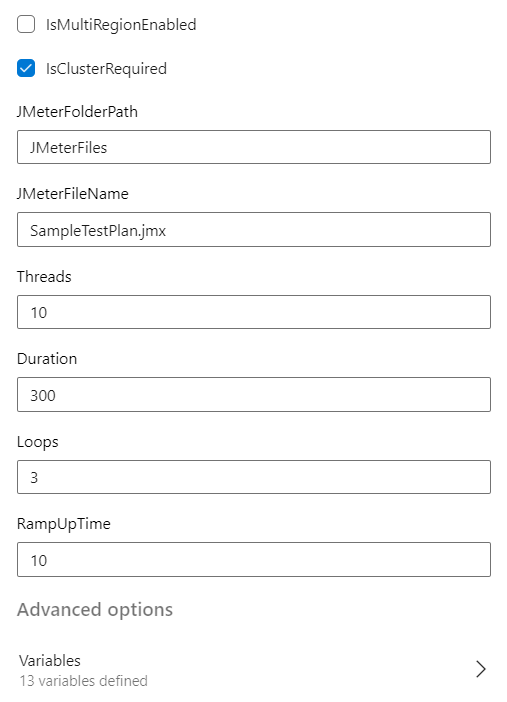 IsMultiRegionEnabled
IsClusterRequired
JMeterFolderPath
JMeterFiles
JMeterFileName
SampleTestPlan.jmx
Threads
10
Duration
300
Loops
3
RampUpTime
10
Advanced options
Variables
13 variables defined